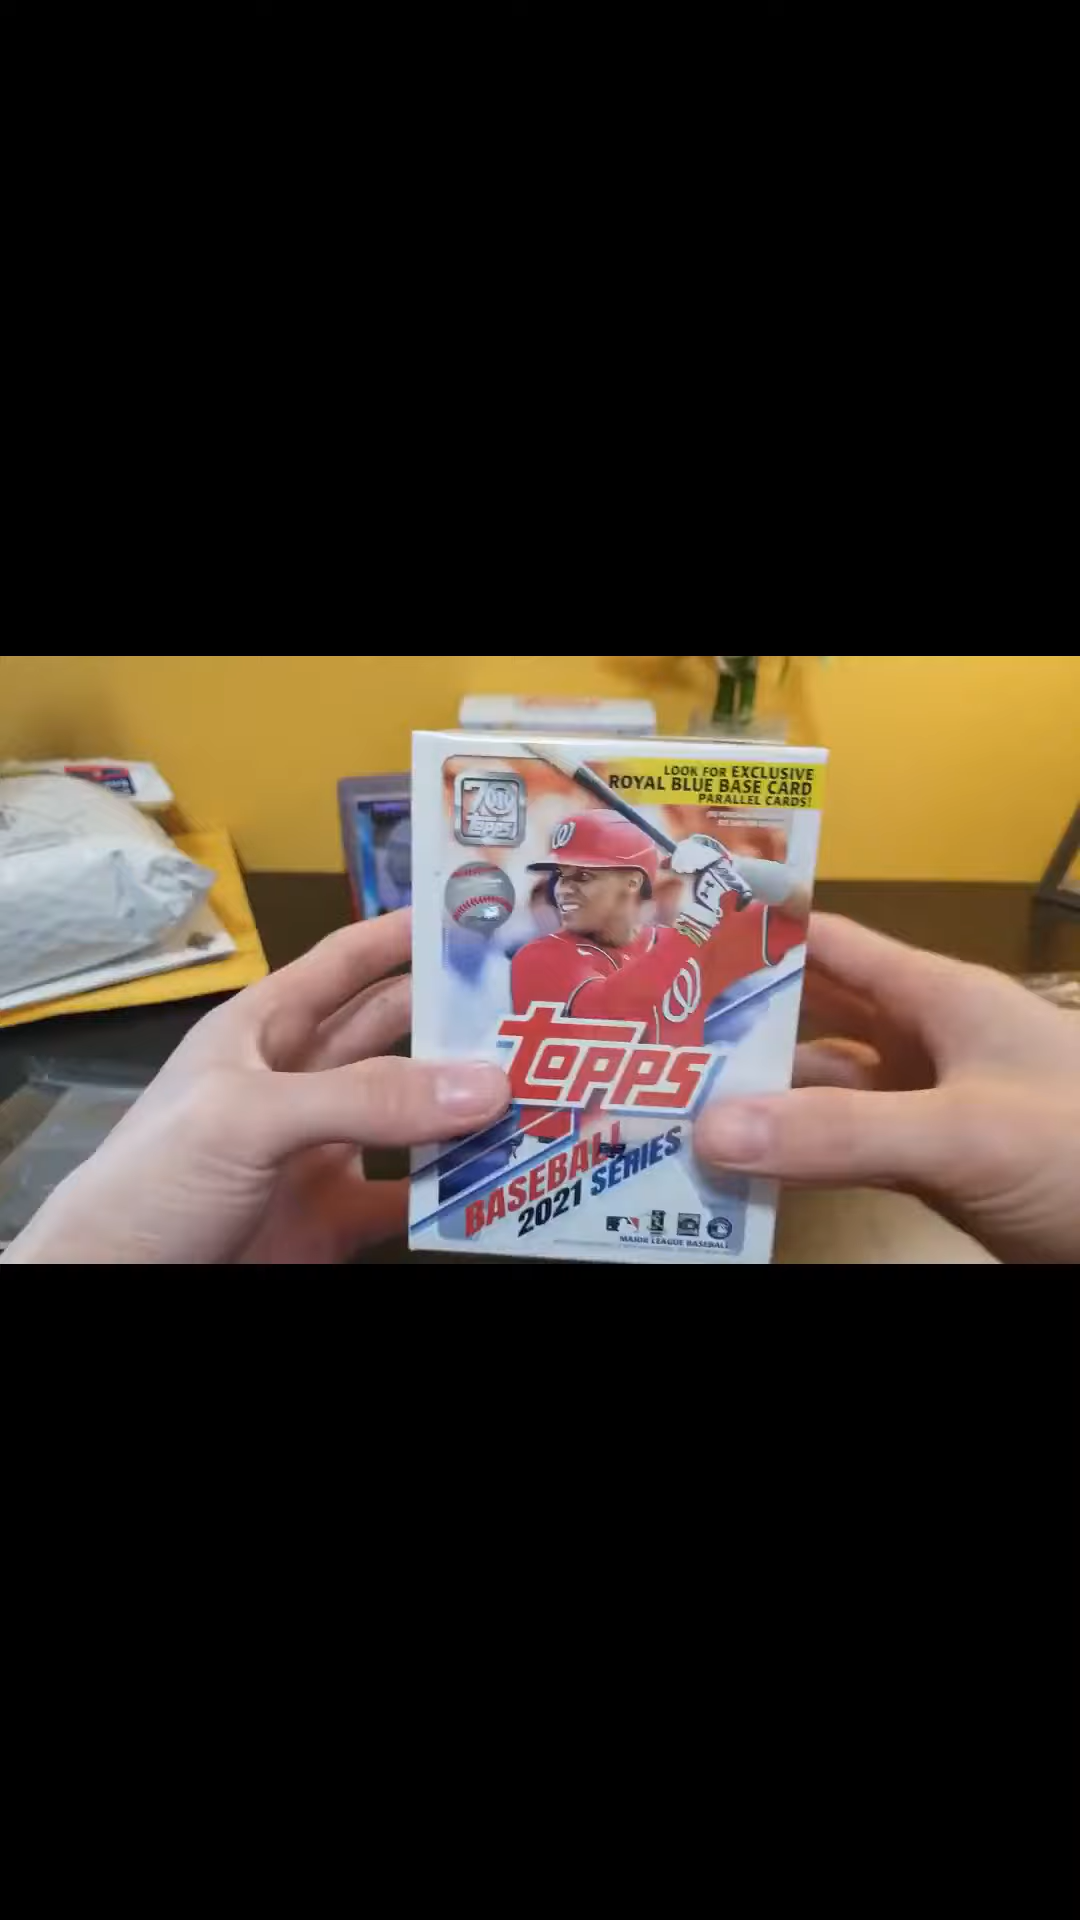 LOOK FOR EXCLUSIVE
ROYAL BLUE BASE CARD
PARALLEL CARDS!
70
TOPPS
TOPPS
BASEBALL
2021 SERIES
MAJOR LEAGUE BASEBALL